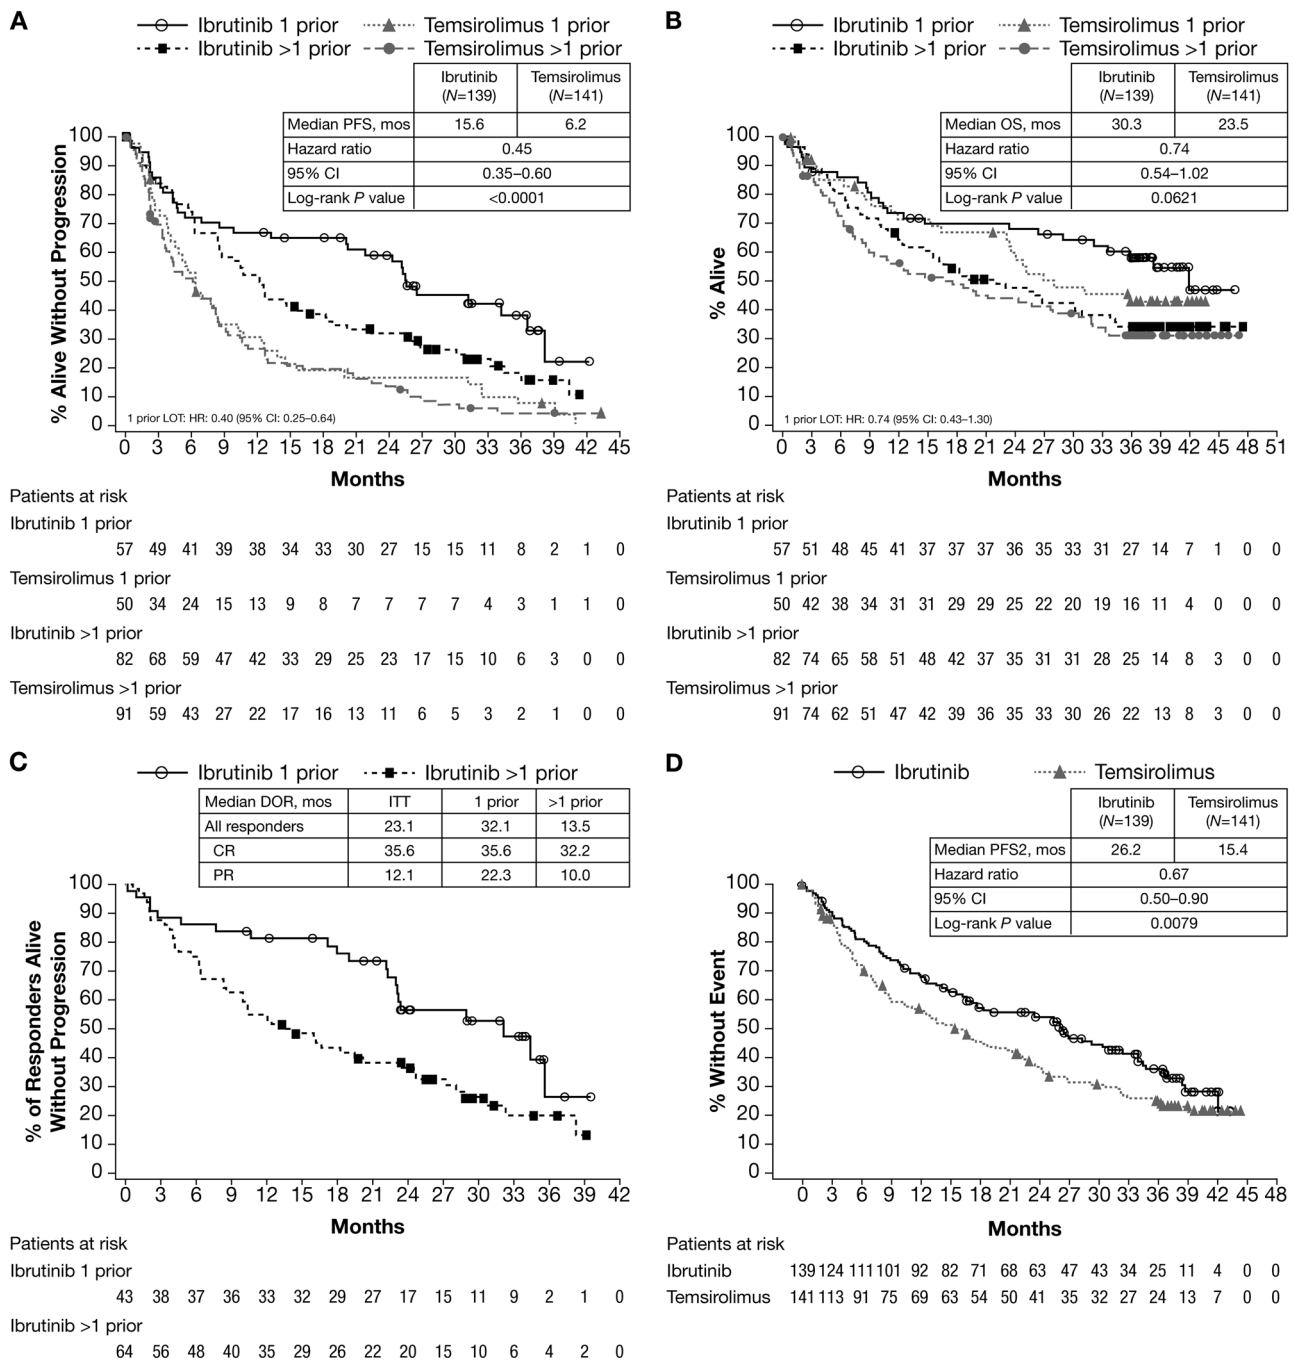 A
Ibrutinib 1 prior
Temsirolimus 1 prior
Ibrutinib >1 prior
Temsirolimus >1 prior
Ibrutinib (N=139) Temsirolimus (N=141)
Median PFS, mos 15.6 6.2
Hazard ratio 0.45
95% CI 0.35–0.60
Log-rank P value <0.0001
% Alive Without Progression
100
90
80
70
60
50
40
30
20
10
0
1 prior LOT: HR: 0.40 (95% CI: 0.25–0.64)
0 3 6 9 12 15 18 21 24 27 30 33 36 39 42 45
Months
Patients at risk
Ibrutinib 1 prior
57 49 41 39 38 34 33 30 27 15 15 11 8 2 1 0
Temsirolimus 1 prior
50 34 24 15 13 9 8 7 7 7 7 4 3 1 1 0
Ibrutinib >1 prior
82 68 59 47 42 33 29 25 23 17 15 10 6 3 0 0
Temsirolimus >1 prior
91 59 43 27 22 17 16 13 11 6 5 3 2 1 0 0
B
Ibrutinib 1 prior
Temsirolimus 1 prior
Ibrutinib >1 prior
Temsirolimus >1 prior
Ibrutinib (N=139) Temsirolimus (N=141)
Median OS, mos 30.3 23.5
Hazard ratio 0.74
95% CI 0.54–1.02
Log-rank P value 0.0621
% Alive
100
90
80
70
60
50
40
30
20
10
0
1 prior LOT: HR: 0.74 (95% CI: 0.43–1.30)
0 3 6 9 12 15 18 21 24 27 30 33 36 39 42 45 48 51
Months
Patients at risk
Ibrutinib 1 prior
57 51 48 45 41 37 37 37 36 35 33 31 27 14 7 1 0 0
Temsirolimus 1 prior
50 42 38 34 31 31 29 29 25 22 20 19 16 11 4 0 0 0
Ibrutinib >1 prior
82 74 65 58 51 48 42 37 35 31 31 28 25 14 8 3 0 0
Temsirolimus >1 prior
91 74 62 51 47 42 39 36 35 33 30 26 22 13 8 3 0 0
C
Ibrutinib 1 prior
Ibrutinib >1 prior
Median DOR, mos ITT 1 prior >1 prior
All responders 23.1 32.1 13.5
CR 35.6 35.6 32.2
PR 12.1 22.3 10.0
% of Responders Alive
Without Progression
100
90
80
70
60
50
40
30
20
10
0
0 3 6 9 12 15 18 21 24 27 30 33 36 39 42
Months
Patients at risk
Ibrutinib 1 prior
43 38 37 36 33 32 29 27 17 15 11 9 2 1 0
Ibrutinib >1 prior
64 56 48 40 35 29 26 22 20 15 10 6 4 2 0
D
Ibrutinib
Temsirolimus
Ibrutinib (N=139) Temsirolimus (N=141)
Median PFS2, mos 26.2 15.4
Hazard ratio 0.67
95% CI 0.50–0.90
Log-rank P value 0.0079
% Without Event
100
90
80
70
60
50
40
30
20
10
0
0 3 6 9 12 15 18 21 24 27 30 33 36 39 42 45 48
Months
Patients at risk
Ibrutinib 139 124 111 101 92 82 71 68 63 47 43 34 25 11 4 0 0
Temsirolimus 141 113 91 75 69 63 54 50 41 35 32 27 24 13 7 0 0